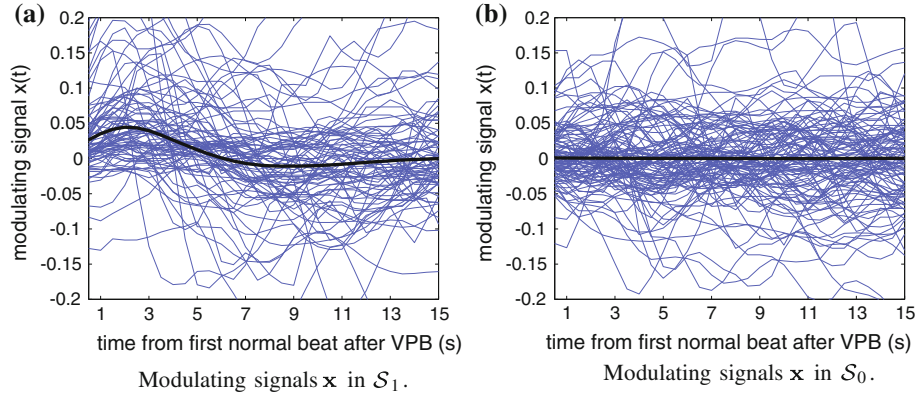 (a)
modulating signal x(t)
0.2
0.15
0.1
0.05
0
-0.05
-0.1
-0.15
-0.2
1 3 5 7 9 11 13 15
time from first normal beat after VPB (s)
Modulating signals x in S₁.
(b)
modulating signal x(t)
0.2
0.15
0.1
0.05
0
-0.05
-0.1
-0.15
-0.2
1 3 5 7 9 11 13 15
time from first normal beat after VPB (s)
Modulating signals x in S₀.